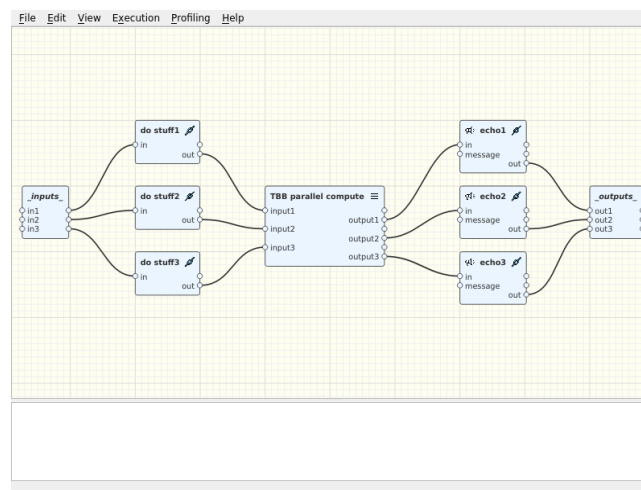 File Edit View Execution Profiling Help
_inputs_
in1
in2
in3
do stuff1
in
out
do stuff2
in
out
do stuff3
in
out
TBB parallel compute
input1
output1
input2
output2
input3
output3
echo1
in
message
out
echo2
in
message
out
echo3
in
message
out
_outputs_
out1
out2
out3